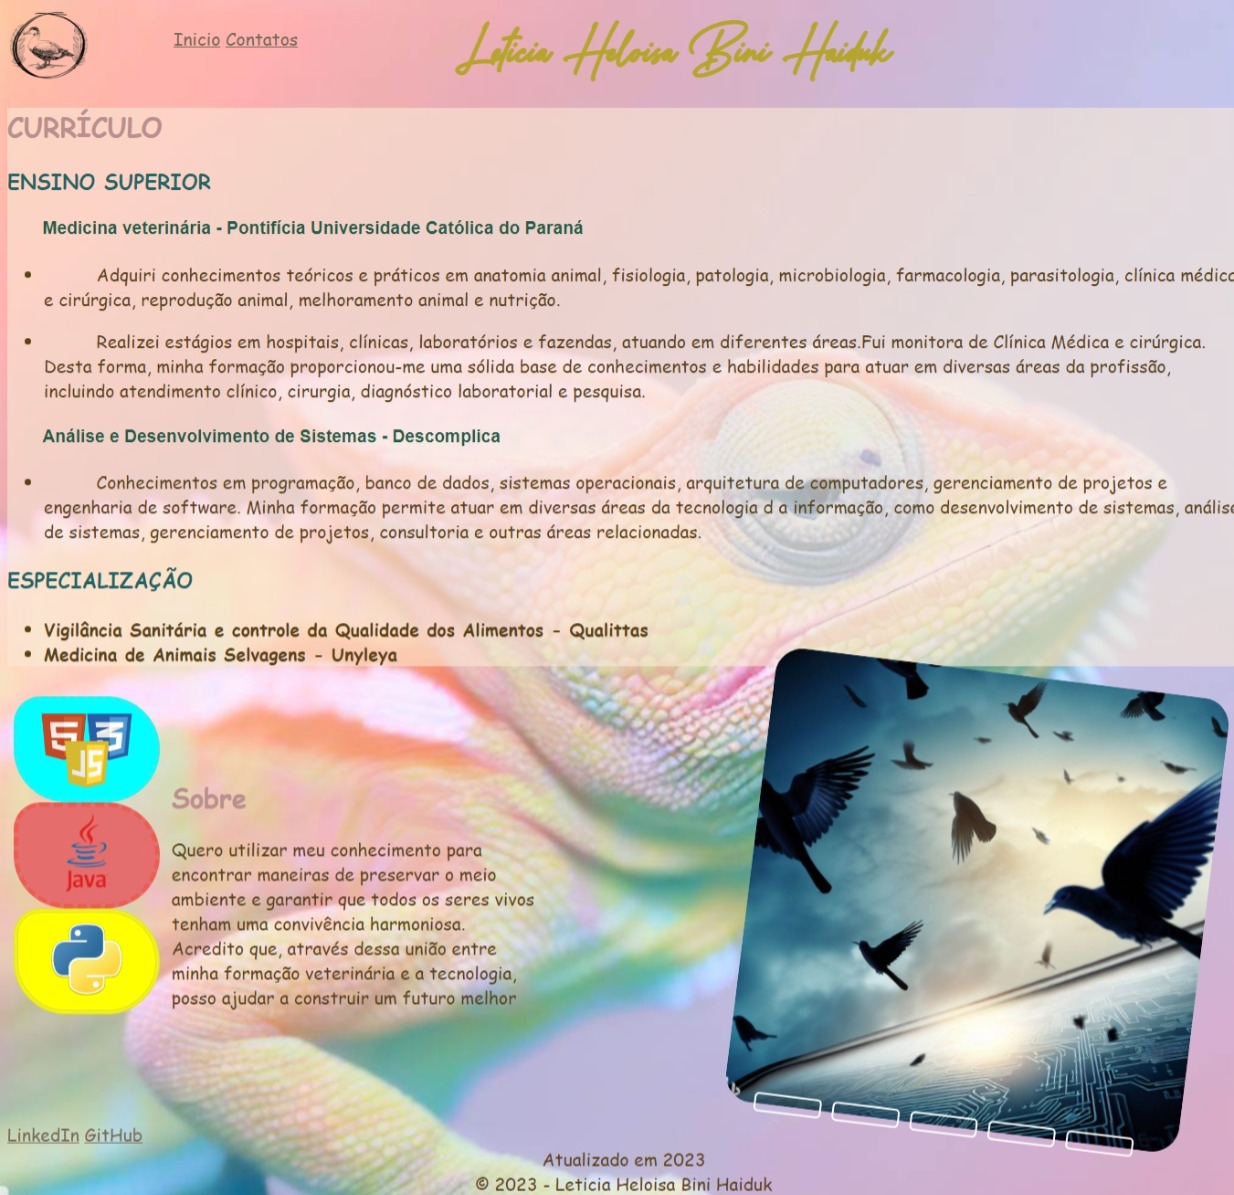 Inicio Contatos
Leticia Heloisa Bini Haiduk
CURRÍCULO
ENSINO SUPERIOR
Medicina veterinária - Pontifícia Universidade Católica do Paraná
• Adquiri conhecimentos teóricos e práticos em anatomia animal, fisiologia, patologia, microbiologia, farmacologia, parasitologia, clínica médica
e cirúrgica, reprodução animal, melhoramento animal e nutrição.
• Realizei estágios em hospitais, clínicas, laboratórios e fazendas, atuando em diferentes áreas.Fui monitora de Clínica Médica e cirúrgica.
Desta forma, minha formação proporcionou-me uma sólida base de conhecimentos e habilidades para atuar em diversas áreas da profissão,
incluindo atendimento clínico, cirurgia, diagnóstico laboratorial e pesquisa.
Análise e Desenvolvimento de Sistemas - Descomplica
• Conhecimentos em programação, banco de dados, sistemas operacionais, arquitetura de computadores, gerenciamento de projetos e
engenharia de software. Minha formação permite atuar em diversas áreas da tecnologia d a informação, como desenvolvimento de sistemas, análise
de sistemas, gerenciamento de projetos, consultoria e outras áreas relacionadas.
ESPECIALIZAÇÃO
• Vigilância Sanitária e controle da Qualidade dos Alimentos - Qualittas
• Medicina de Animais Selvagens - Unyleya
5 3
JS
Java
Sobre
Quero utilizar meu conhecimento para
encontrar maneiras de preservar o meio
ambiente e garantir que todos os seres vivos
tenham uma convivência harmoniosa.
Acredito que, através dessa união entre
minha formação veterinária e a tecnologia,
posso ajudar a construir um futuro melhor
LinkedIn GitHub
Atualizado em 2023
© 2023 - Leticia Heloisa Bini Haiduk